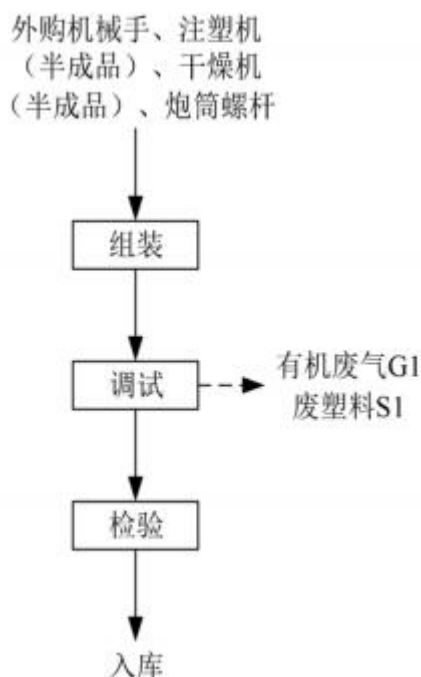 外购机械手、注塑机
（半成品）、干燥机
（半成品）、炮筒螺杆
组装
调试
有机废气G1
废塑料S1
检验
入库